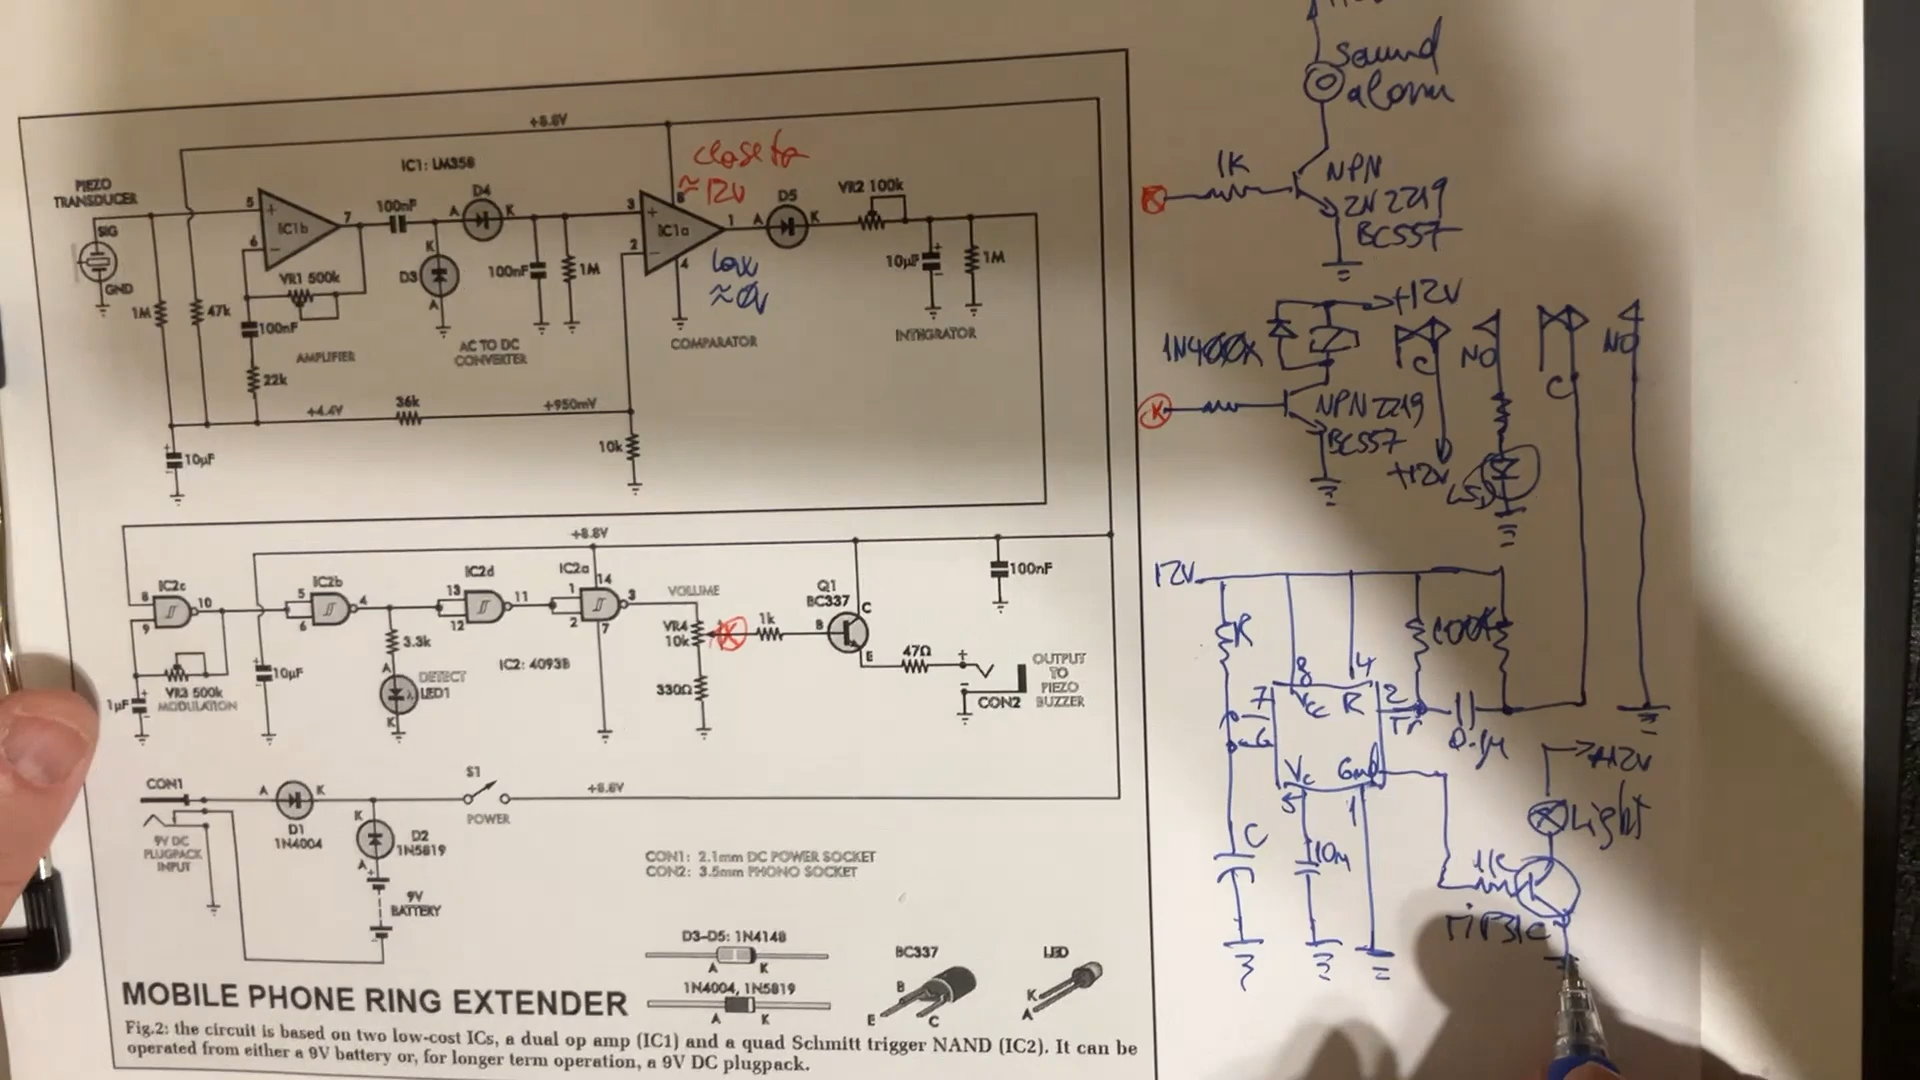 +8.8V
IC1: LM358
PIEZO
TRANSDUCER
SIG
GND
5
6
7
IC1b
100nF
D4
A
K
3
2
8
1
4
IC1a
close to
≈ 12V
low
≈ 0V
D5
A
K
VR2 100k
VR1 500k
D3
K
A
100nF
1M
10µF
1M
1M
47k
100nF
22k
AMPLIFIER
AC TO DC
CONVERTER
COMPARATOR
INTEGRATOR
+4.4V
36k
+950mV
10k
10µF
+8.8V
IC2c
8
9
10
IC2b
5
6
4
IC2d
13
12
11
IC2a
1
2
14
3
7
VOLUME
VR4
10k
1k
Q1
BC337
B
C
E
100nF
3.3k
A
DETECT
LED1
K
IC2: 4093B
330Ω
47Ω
+
–
CON2
OUTPUT
TO
PIEZO
BUZZER
1µF
VR3 500k
MODULATION
10µF
CON1
9V DC
PLUGPACK
INPUT
A
K
D1
1N4004
K
A
D2
1N5819
9V
BATTERY
S1
POWER
+8.8V
CON1: 2.1mm DC POWER SOCKET
CON2: 3.5mm PHONO SOCKET
D3–D5: 1N4148
A
K
1N4004, 1N5819
A
K
BC337
B
E
C
LED
K
A
MOBILE PHONE RING EXTENDER
Fig.2: the circuit is based on two low-cost ICs, a dual op amp (IC1) and a quad Schmitt trigger NAND (IC2). It can be
operated from either a 9V battery or, for longer term operation, a 9V DC plugpack.
sound
alarm
1K
NPN
2N2219
BC557
+12V
1N400X
C
NO
C
NO
K
NPN 2219
BC557
+12V
12V
R
100K
8
4
7
Vcc
R
2
Tr
6
0.1µ
Vc
Gnd
5
1
C
10n
+12V
Light
1K
TIP31C